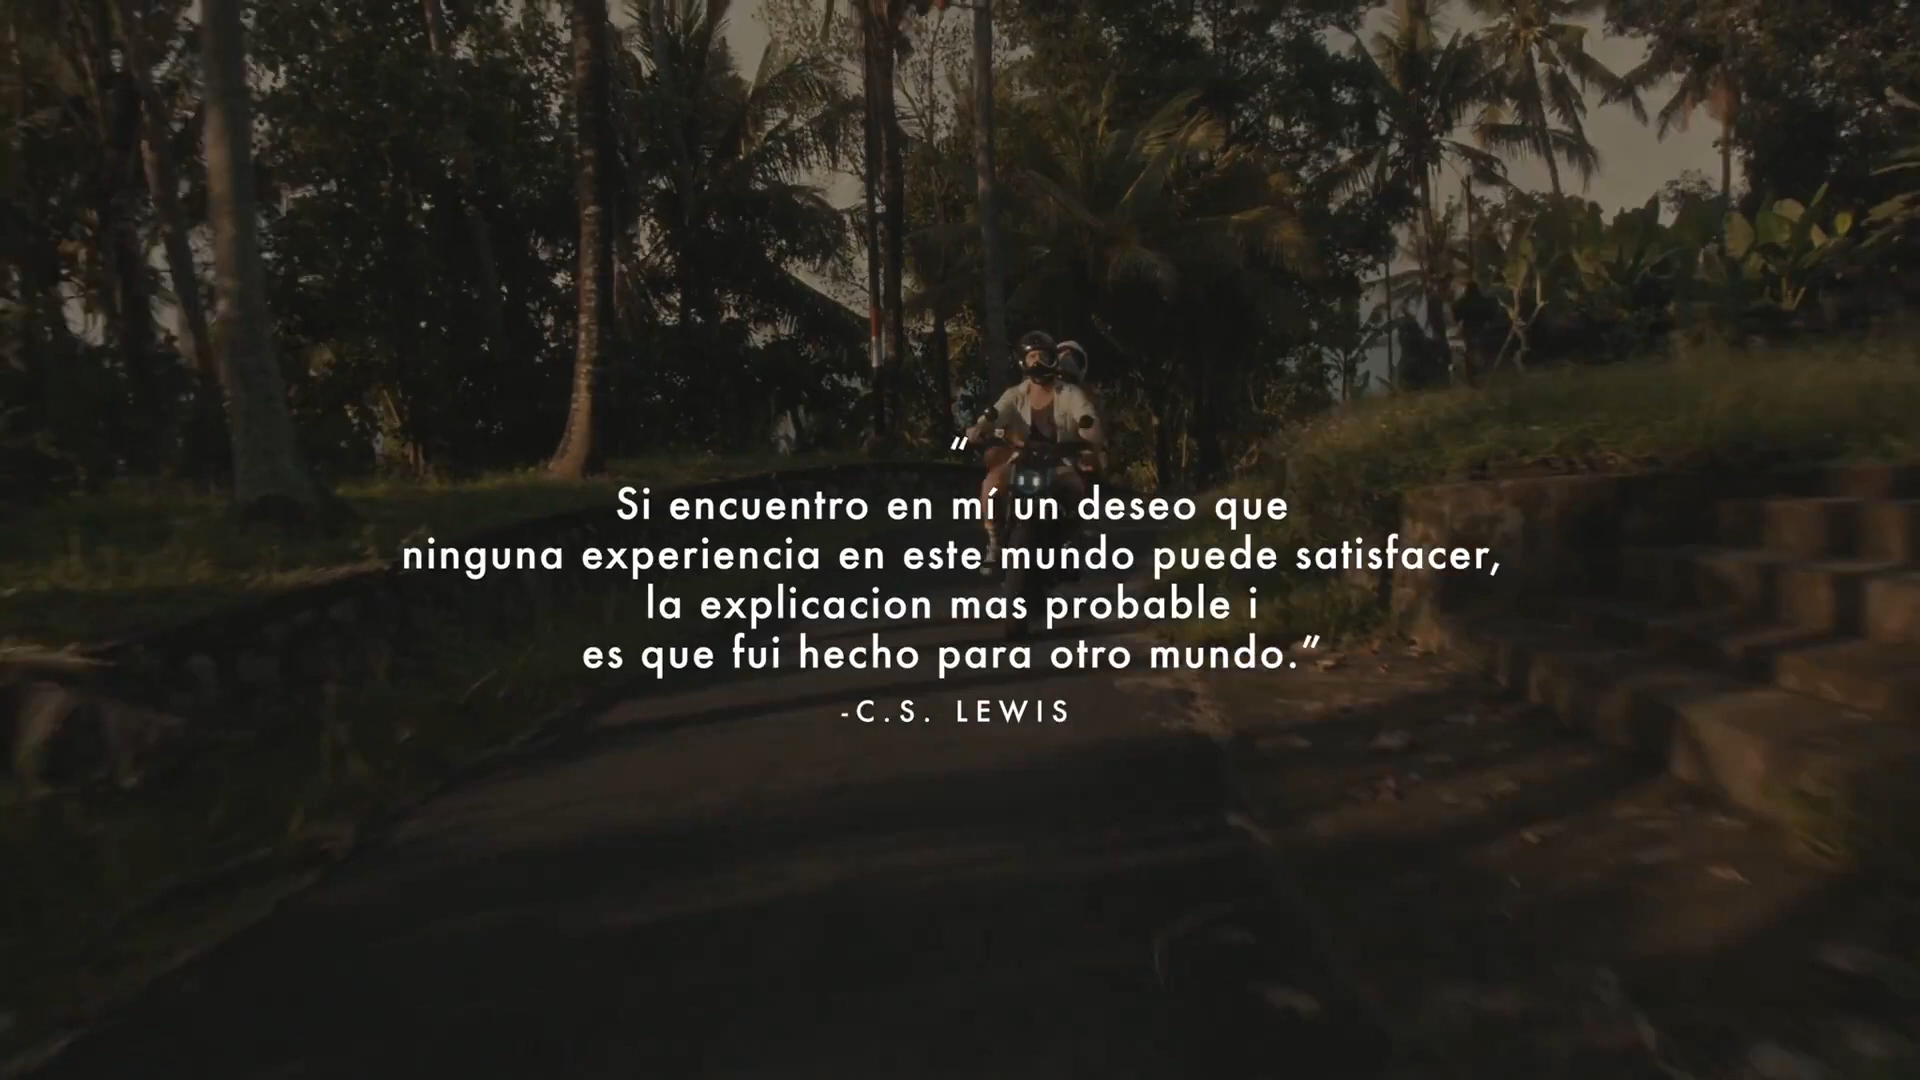 “
Si encuentro en mí un deseo que
ninguna experiencia en este mundo puede satisfacer,
la explicacion mas probable i
es que fui hecho para otro mundo.”
-C.S. LEWIS